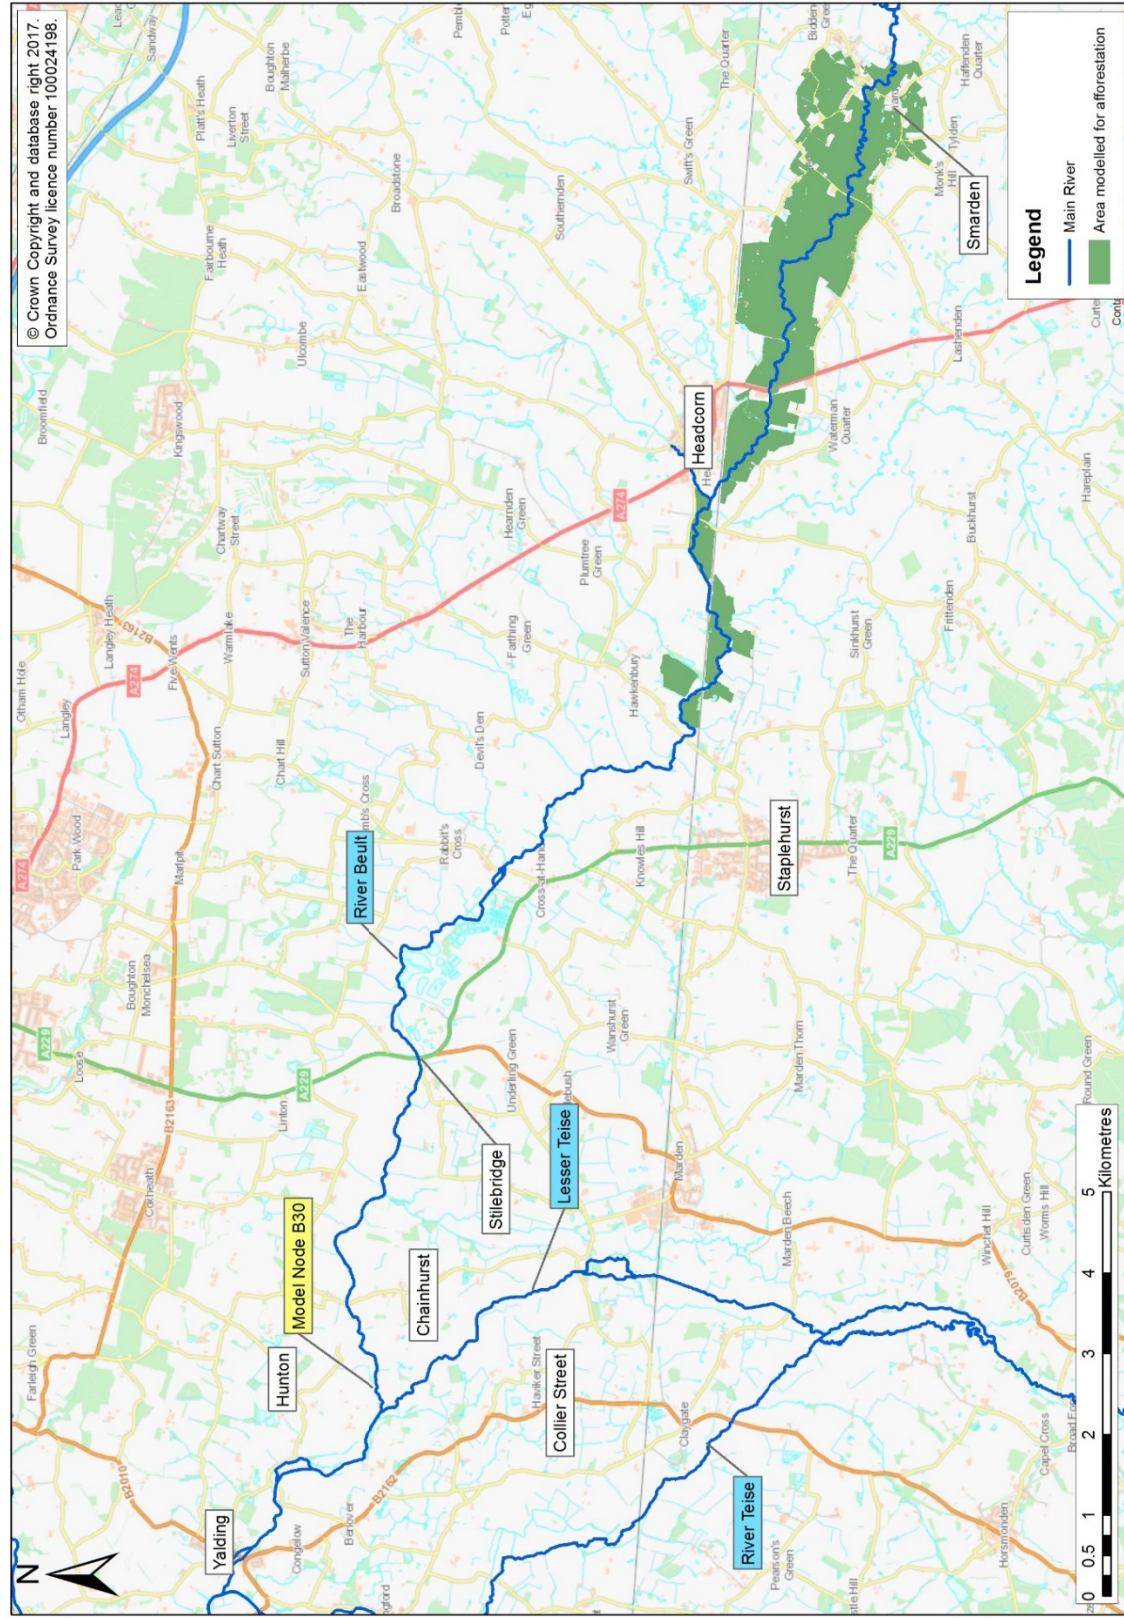 © Crown Copyright and database right 2017.
Ordnance Survey licence number 100024198.
N
Farleigh Green
Coxheath
B2163
Loose
A229
Boughton
Monchelsea
Park Wood
A274
Otham Hole
Langley
Langley Heath
A274
B2163
Five Wents
Broomfield
Kingswood
Platt's Heath
Sandway
Liverton
Street
Boughton
Malherbe
B2010
Yalding
Linton
A229
Marlpit
Chart Sutton
Warmlake
Chartway
Street
Fairbourne
Heath
Ulcombe
Hunton
Model Node B30
Chart Hill
Sutton Valence
The
Harbour
Eastwood
Broadstone
Congelow
Benover
B2162
River Beult
Chainhurst
Stilebridge
Rabbit's
Cross
Devil's Den
Farthing
Green
Hearnden
Green
Southernden
Haviker Street
Collier Street
Lesser Teise
Underling Green
Cross-at-Hand
Plumtree
Green
A274
Wanshurst
Green
Knowles Hill
Hawkenbury
Headcorn
Swift's Green
The Quarter
Claygate
Marden
River Teise
Staplehurst
Pearson's
Green
Marden Beech
Marden Thorn
The Quarter
A229
Sinkhurst
Green
Waterman
Quarter
Smarden
Monk's
Hill
Tylden
Haffenden
Quarter
Frittenden
Buckhurst
Lashenden
Horsmonden
Capel Cross
Winchet Hill
B2079
Curtisden Green
Worms Hill
Round Green
Hareplain
0 0.5 1 2 3 4 5
Kilometres
Legend
Main River
Area modelled for afforestation